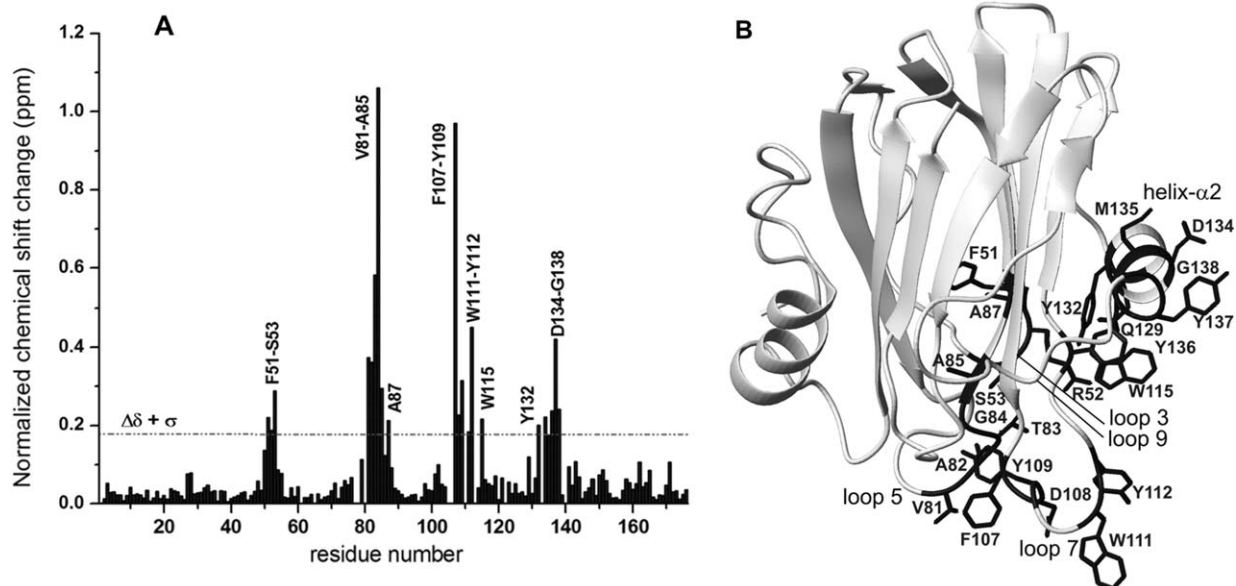 A
Normalized chemical shift change (ppm)
1.2
1.0
0.8
0.6
0.4
0.2
0.0
Δδ + σ
F51-S53
V81-A85
A87
F107-Y109
W111-Y112
W115
Y132
D134-G138
20 40 60 80 100 120 140 160
residue number
B
helix-α2
M135
D134
F51
G138
A87
Y132
Q129
Y137
Y136
A85
W115
S53
R52
G84
loop 3
T83
loop 9
A82
Y109
loop 5
D108
Y112
V81
F107
loop 7
W111